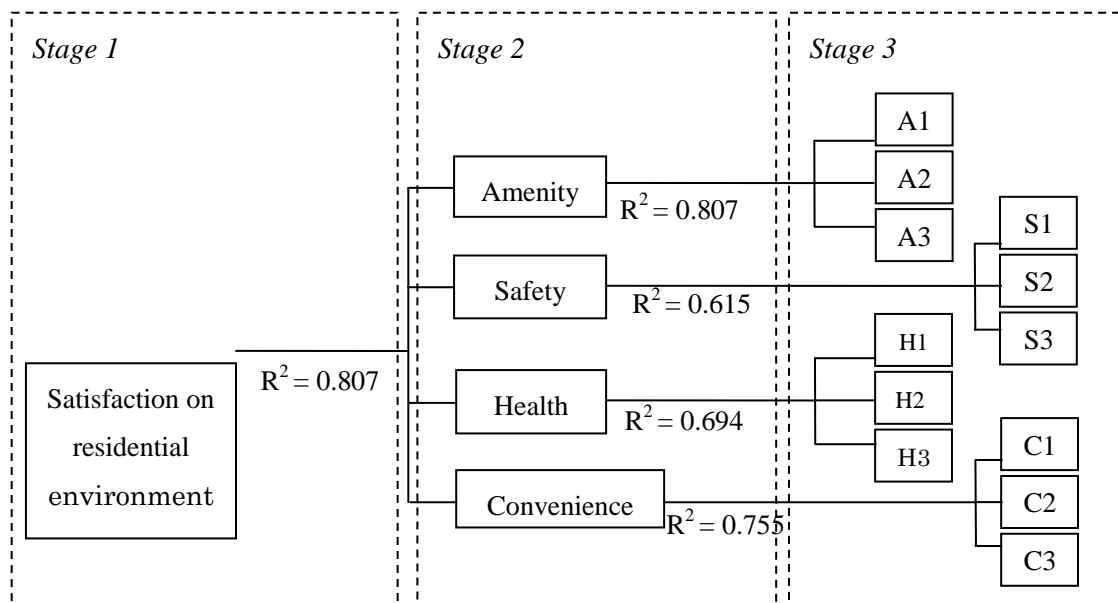 Stage 1
Stage 2
Stage 3
Satisfaction on
residential
environment
R² = 0.807
Amenity
R² = 0.807
Safety
R² = 0.615
Health
R² = 0.694
Convenience
R² = 0.755
A1
A2
A3
S1
S2
S3
H1
H2
H3
C1
C2
C3